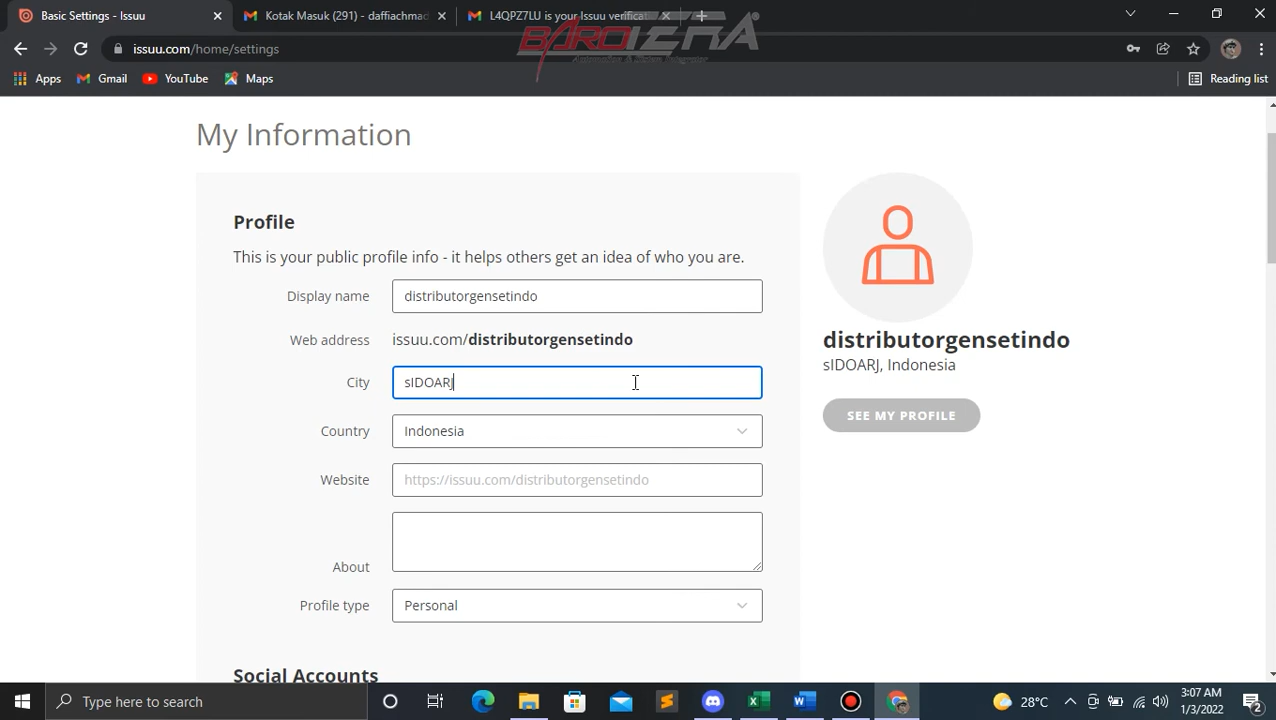 Basic Settings - Issuu
Kotak Masuk (291) - daffiachmad
L4QPZ7LU is your Issuu verificat
BAROTERA
®
issuu.com/home/settings
Apps
Gmail
YouTube
Maps
Reading list
My Information
Profile
This is your public profile info - it helps others get an idea of who you are.
Display name
distributorgensetindo
Web address
issuu.com/distributorgensetindo
City
sIDOARJ
Country
Indonesia
Website
https://issuu.com/distributorgensetindo
About
Profile type
Personal
Social Accounts
distributorgensetindo
sIDOARJ, Indonesia
SEE MY PROFILE
Type here to search
28°C
3:07 AM
1/3/2022
2